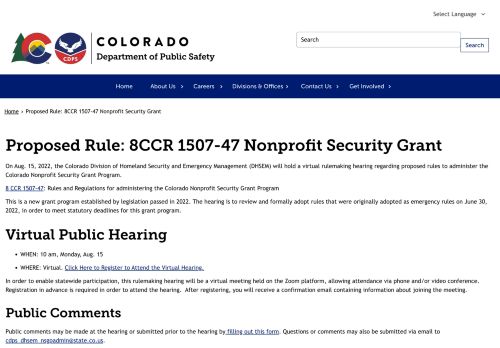 Select Language
COLORADO
Department of Public Safety
CDPS
Search
Search
Home About Us Careers Divisions & Offices Contact Us Get Involved
Home › Proposed Rule: 8CCR 1507-47 Nonprofit Security Grant
Proposed Rule: 8CCR 1507-47 Nonprofit Security Grant
On Aug. 15, 2022, the Colorado Division of Homeland Security and Emergency Management (DHSEM) will hold a virtual rulemaking hearing regarding proposed rules to administer the
Colorado Nonprofit Security Grant Program.
8 CCR 1507-47: Rules and Regulations for administering the Colorado Nonprofit Security Grant Program
This is a new grant program established by legislation passed in 2022. The hearing is to review and formally adopt rules that were originally adopted as emergency rules on June 30,
2022, in order to meet statutory deadlines for this grant program.
Virtual Public Hearing
• WHEN: 10 am, Monday, Aug. 15
• WHERE: Virtual. Click Here to Register to Attend the Virtual Hearing.
In order to enable statewide participation, this rulemaking hearing will be a virtual meeting held on the Zoom platform, allowing attendance via phone and/or video conference.
Registration in advance is required in order to attend the hearing. After registering, you will receive a confirmation email containing information about joining the meeting.
Public Comments
Public comments may be made at the hearing or submitted prior to the hearing by filling out this form. Questions or comments may also be submitted via email to
cdps_dhsem_nsgoadmin@state.co.us.